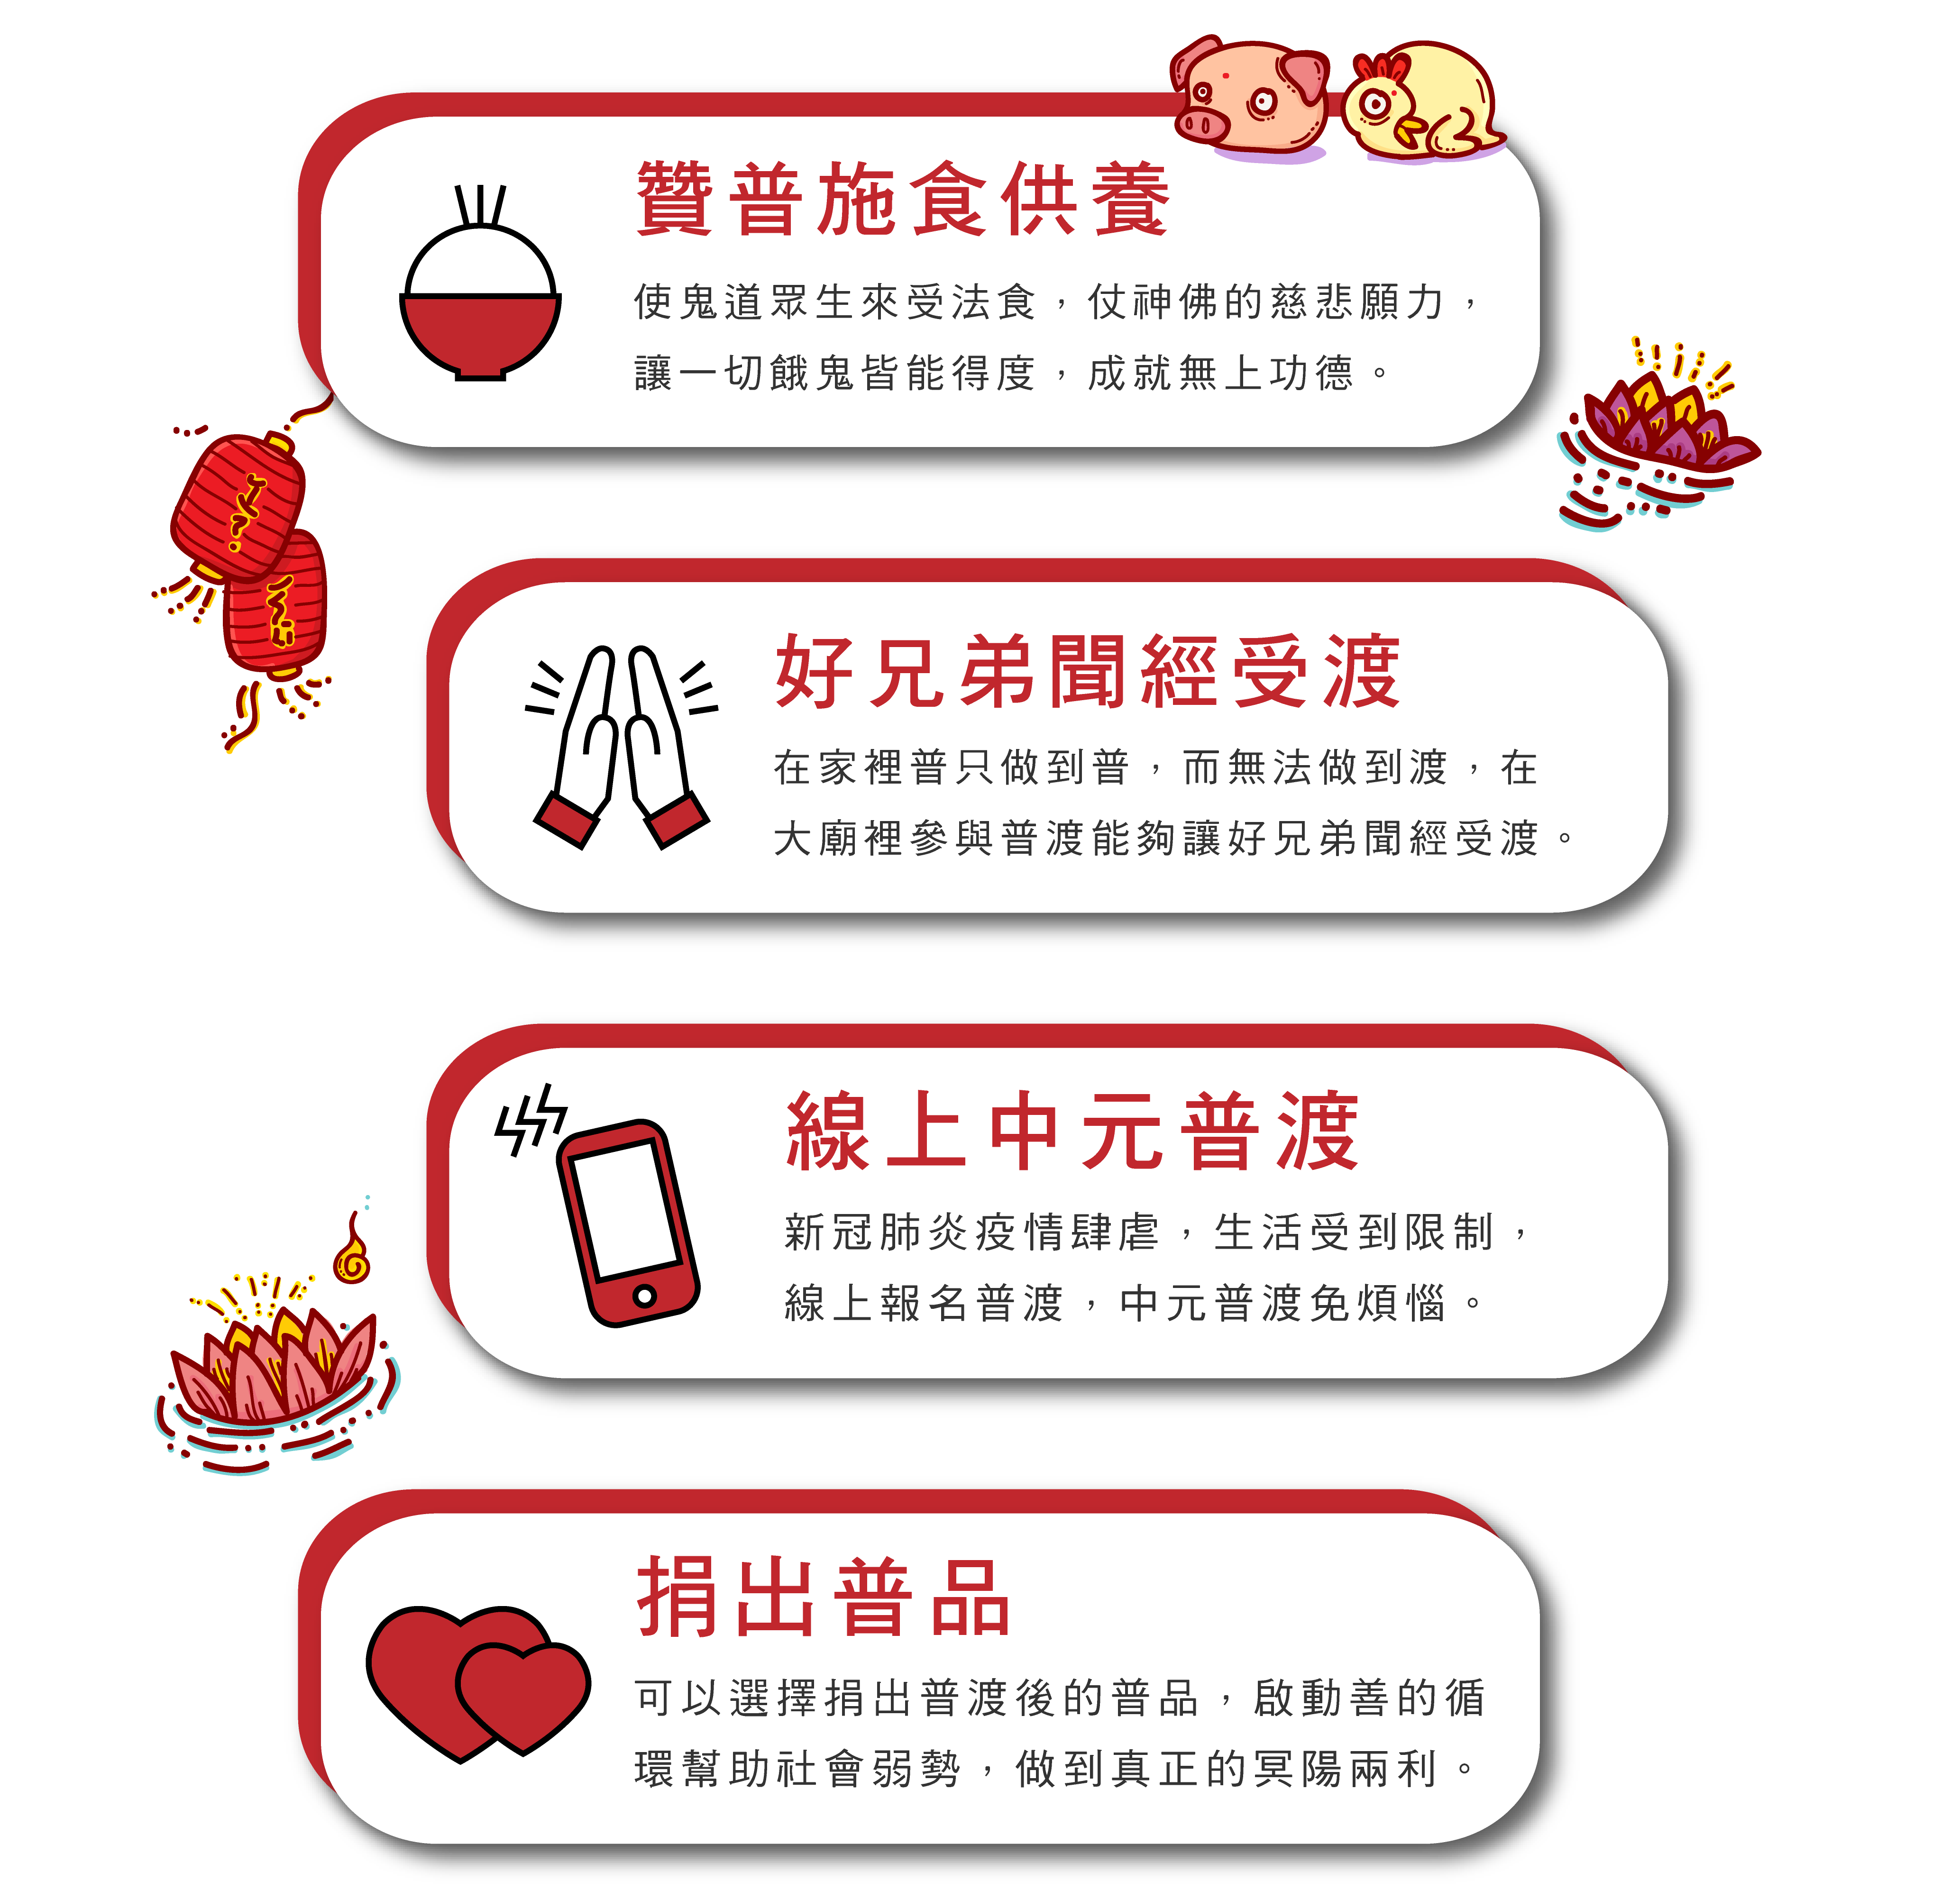 贊普施食供養
使鬼道眾生來受法食，仗神佛的慈悲願力，
讓一切餓鬼皆能得度，成就無上功德。
好兄弟聞經受渡
在家裡普只做到普，而無法做到渡，在
大廟裡參與普渡能夠讓好兄弟聞經受渡。
線上中元普渡
新冠肺炎疫情肆虐，生活受到限制，
線上報名普渡，中元普渡免煩惱。
捐出普品
可以選擇捐出普渡後的普品，啟動善的循
環幫助社會弱勢，做到真正的冥陽兩利。